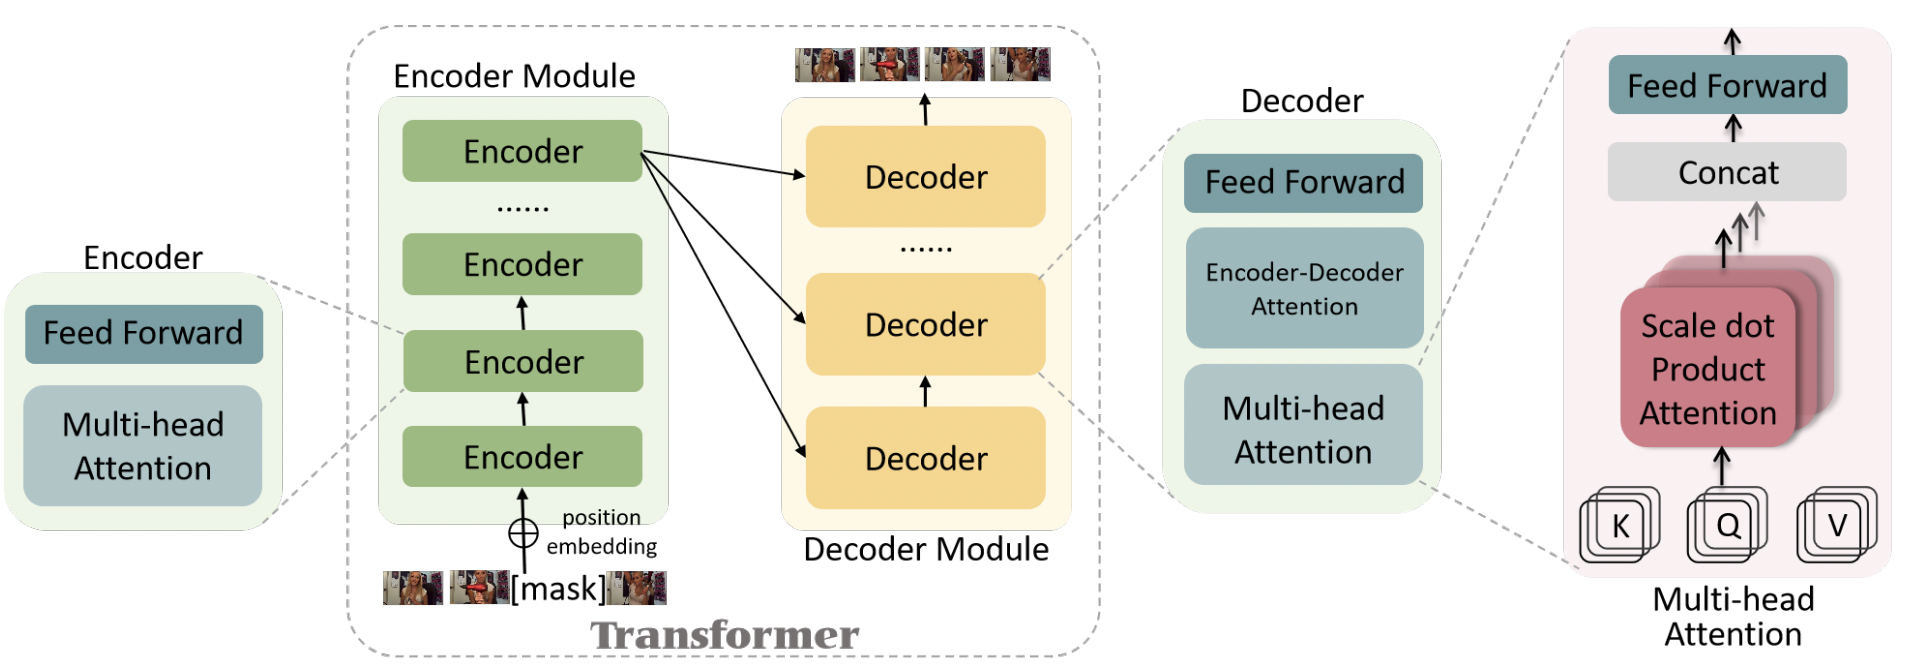 Encoder
Feed Forward
Multi-head
Attention
Encoder Module
Encoder
......
Encoder
Encoder
Encoder
position
embedding
[mask]
Transformer
Decoder
......
Decoder
Decoder
Decoder Module
Decoder
Feed Forward
Encoder-Decoder
Attention
Multi-head
Attention
Feed Forward
Concat
Scale dot
Product
Attention
K
Q
V
Multi-head
Attention